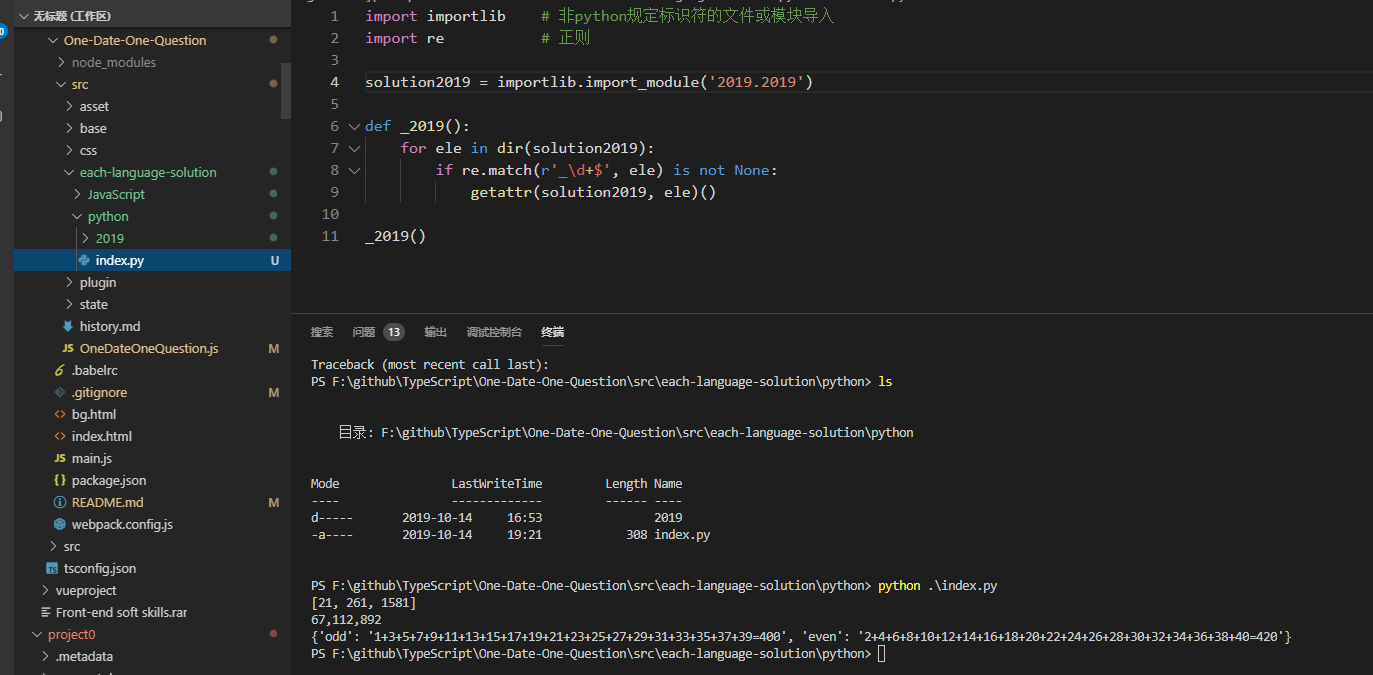 无标题 (工作区)
One-Date-One-Question
node_modules
src
asset
base
css
each-language-solution
JavaScript
python
2019
index.py U
plugin
state
history.md
JS OneDateOneQuestion.js M
.babelrc
.gitignore M
bg.html
index.html
JS main.js
{} package.json
README.md M
webpack.config.js
src
TS tsconfig.json
vueproject
Front-end soft skills.rar
project0
.metadata
1 import importlib # 非python规定标识符的文件或模块导入
2 import re # 正则
3
4 solution2019 = importlib.import_module('2019.2019')
5
6 def _2019():
7 for ele in dir(solution2019):
8 if re.match(r'_\d+$', ele) is not None:
9 getattr(solution2019, ele)()
10
11 _2019()
搜索 问题 13 输出 调试控制台 终端
Traceback (most recent call last):
PS F:\github\TypeScript\One-Date-One-Question\src\each-language-solution\python> ls
目录: F:\github\TypeScript\One-Date-One-Question\src\each-language-solution\python
Mode LastWriteTime Length Name
---- ------------- ------ ----
d----- 2019-10-14 16:53 2019
-a---- 2019-10-14 19:21 308 index.py
PS F:\github\TypeScript\One-Date-One-Question\src\each-language-solution\python> python .\index.py
[21, 261, 1581]
67,112,892
{'odd': '1+3+5+7+9+11+13+15+17+19+21+23+25+27+29+31+33+35+37+39=400', 'even': '2+4+6+8+10+12+14+16+18+20+22+24+26+28+30+32+34+36+38+40=420'}
PS F:\github\TypeScript\One-Date-One-Question\src\each-language-solution\python>